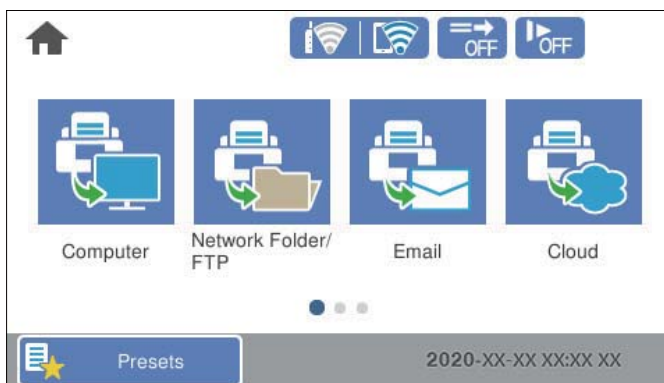 OFF
OFF
Computer
Network Folder/
FTP
Email
Cloud
Presets
2020-XX-XX XX:XX XX